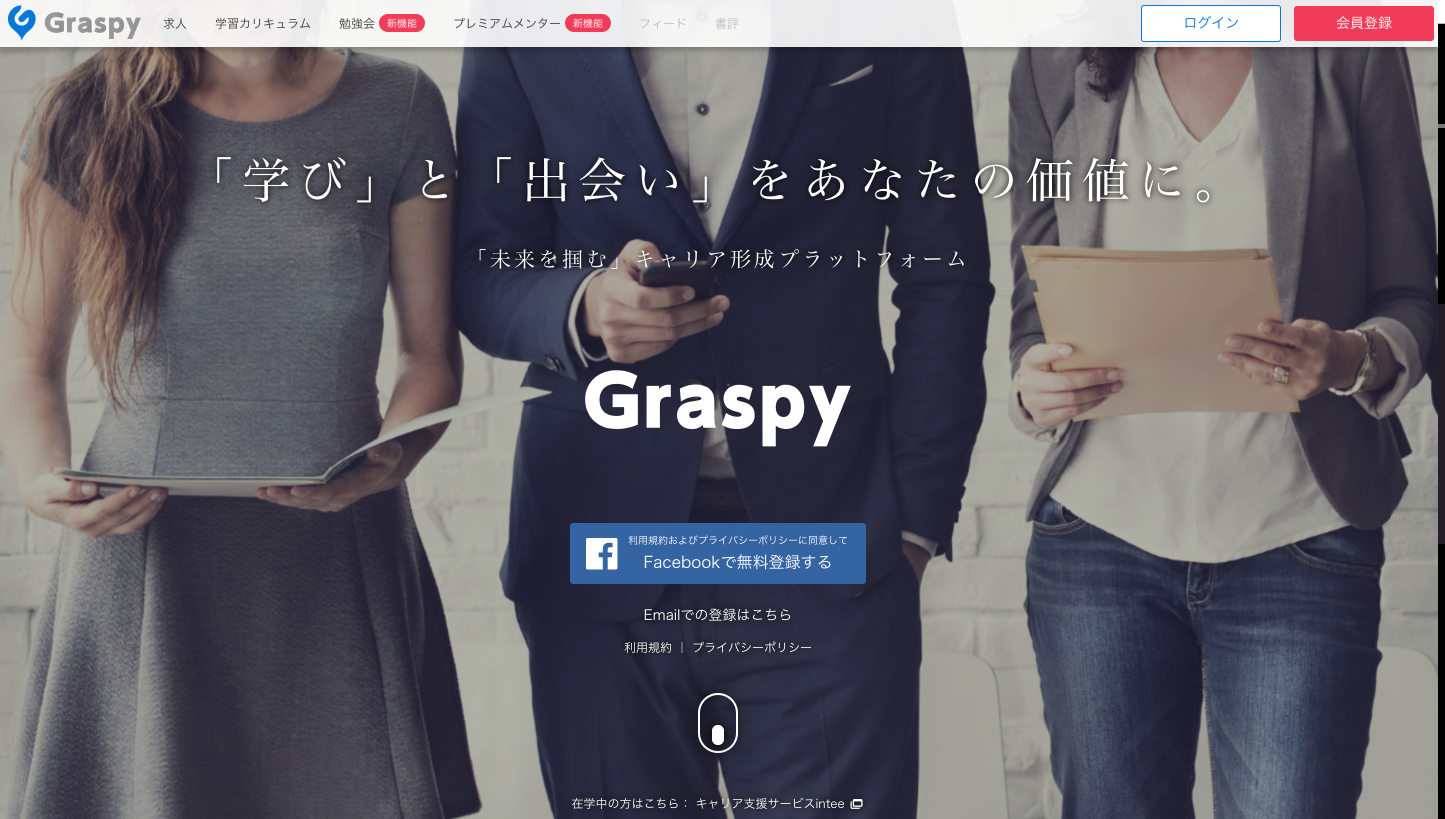 Graspy 求人 学習カリキュラム 勉強会 新機能 プレミアムメンター 新機能 フィード 書評 ログイン 会員登録
「学び」と「出会い」をあなたの価値に。
「未来を掴む」キャリア形成プラットフォーム
Graspy
利用規約およびプライバシーポリシーに同意して
Facebookで無料登録する
Emailでの登録はこちら
利用規約 | プライバシーポリシー
在学中の方はこちら： キャリア支援サービスintee